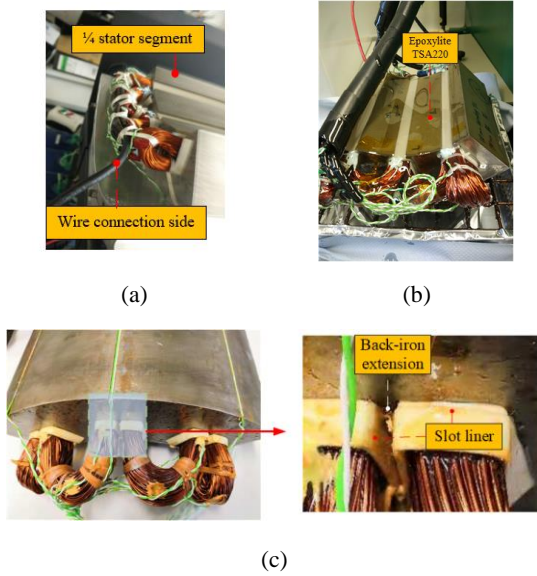 ¼ stator segment
Wire connection side
(a)
Epoxylite
TSA220
(b)
Back-iron
extension
Slot liner
(c)